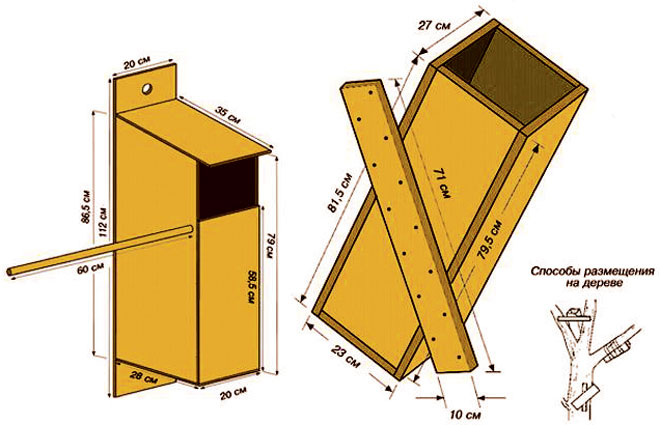 20 см
35 см
86,5 см
112 см
60 см
79 см
58,5 см
28 см
20 см
27 см
81,5 см
71 см
79,5 см
23 см
10 см
Способы размещения
на дереве